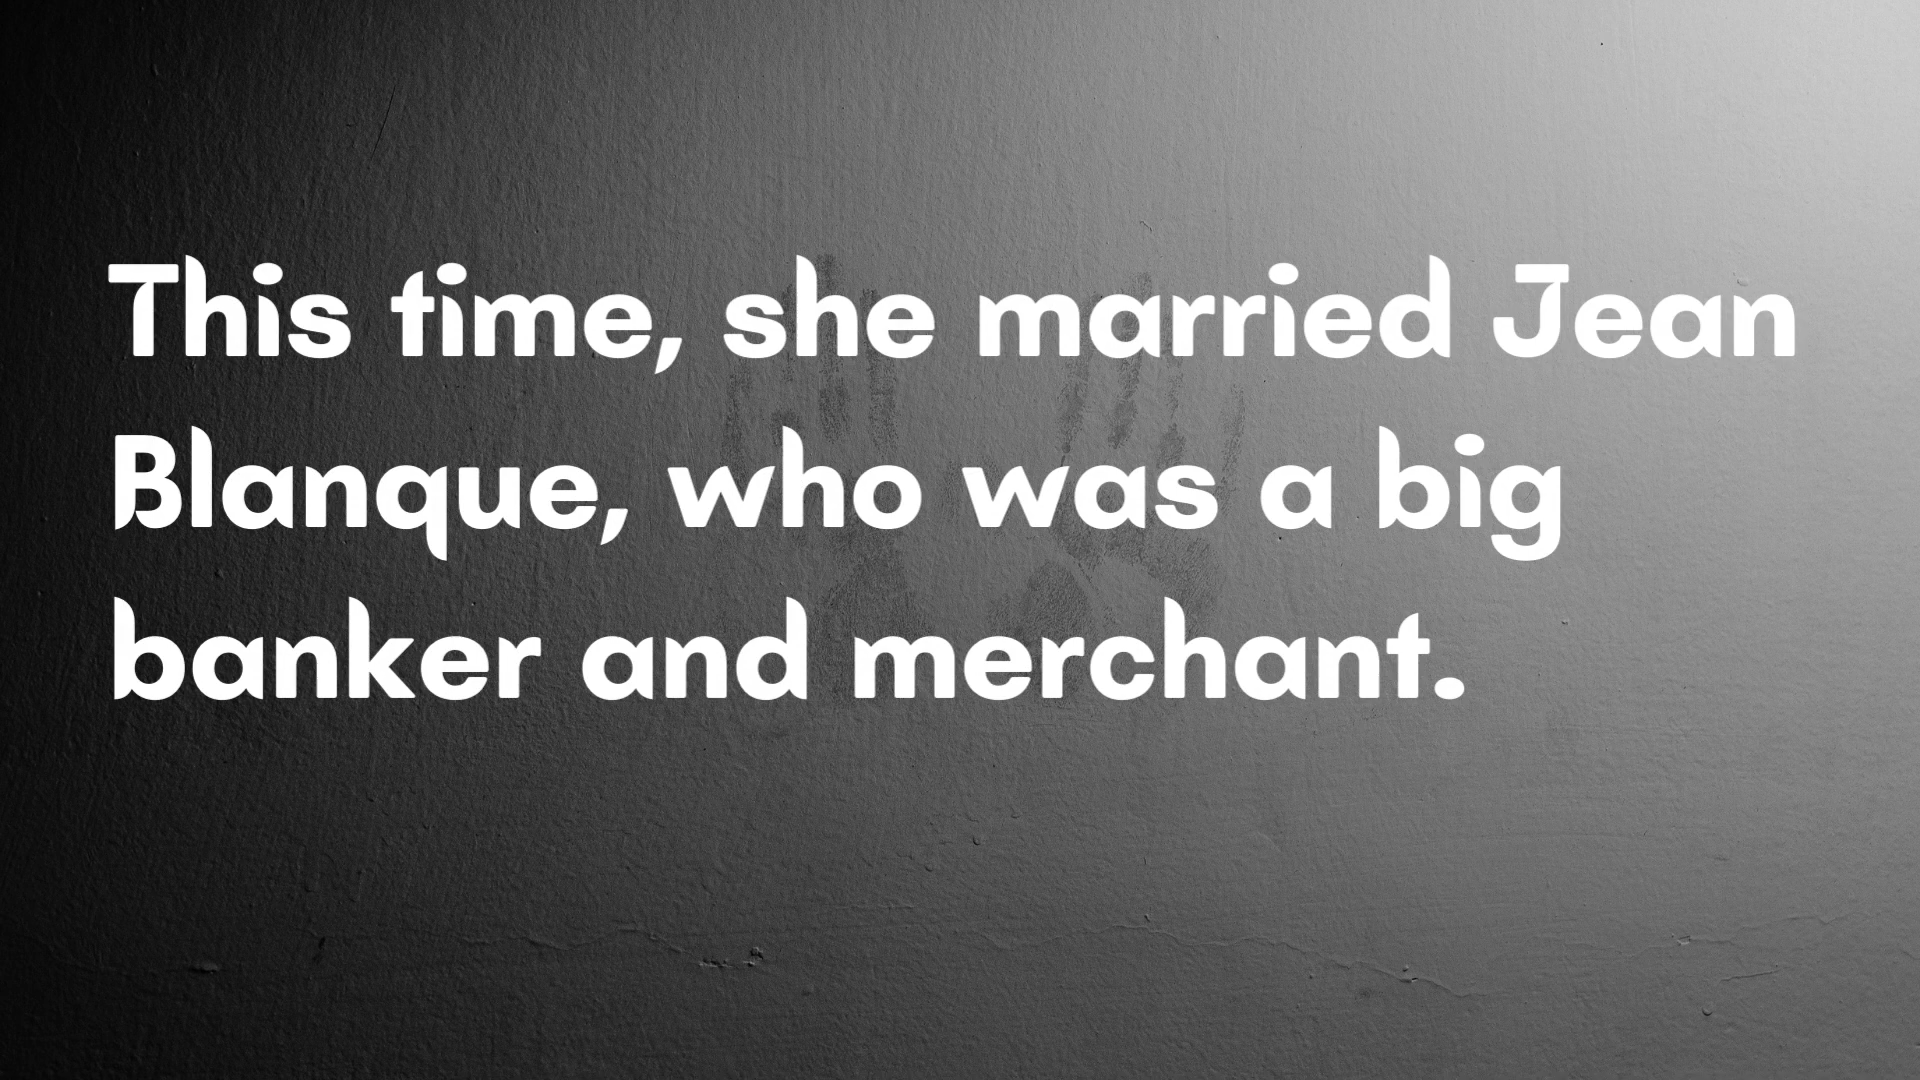 This time, she married Jean
Blanque, who was a big
banker and merchant.